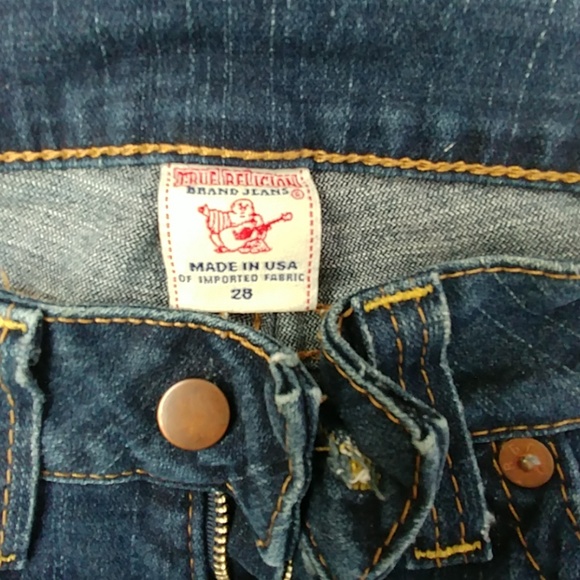 TRUE RELIGION
BRAND JEANS®
MADE IN USA
OF IMPORTED FABRIC
28